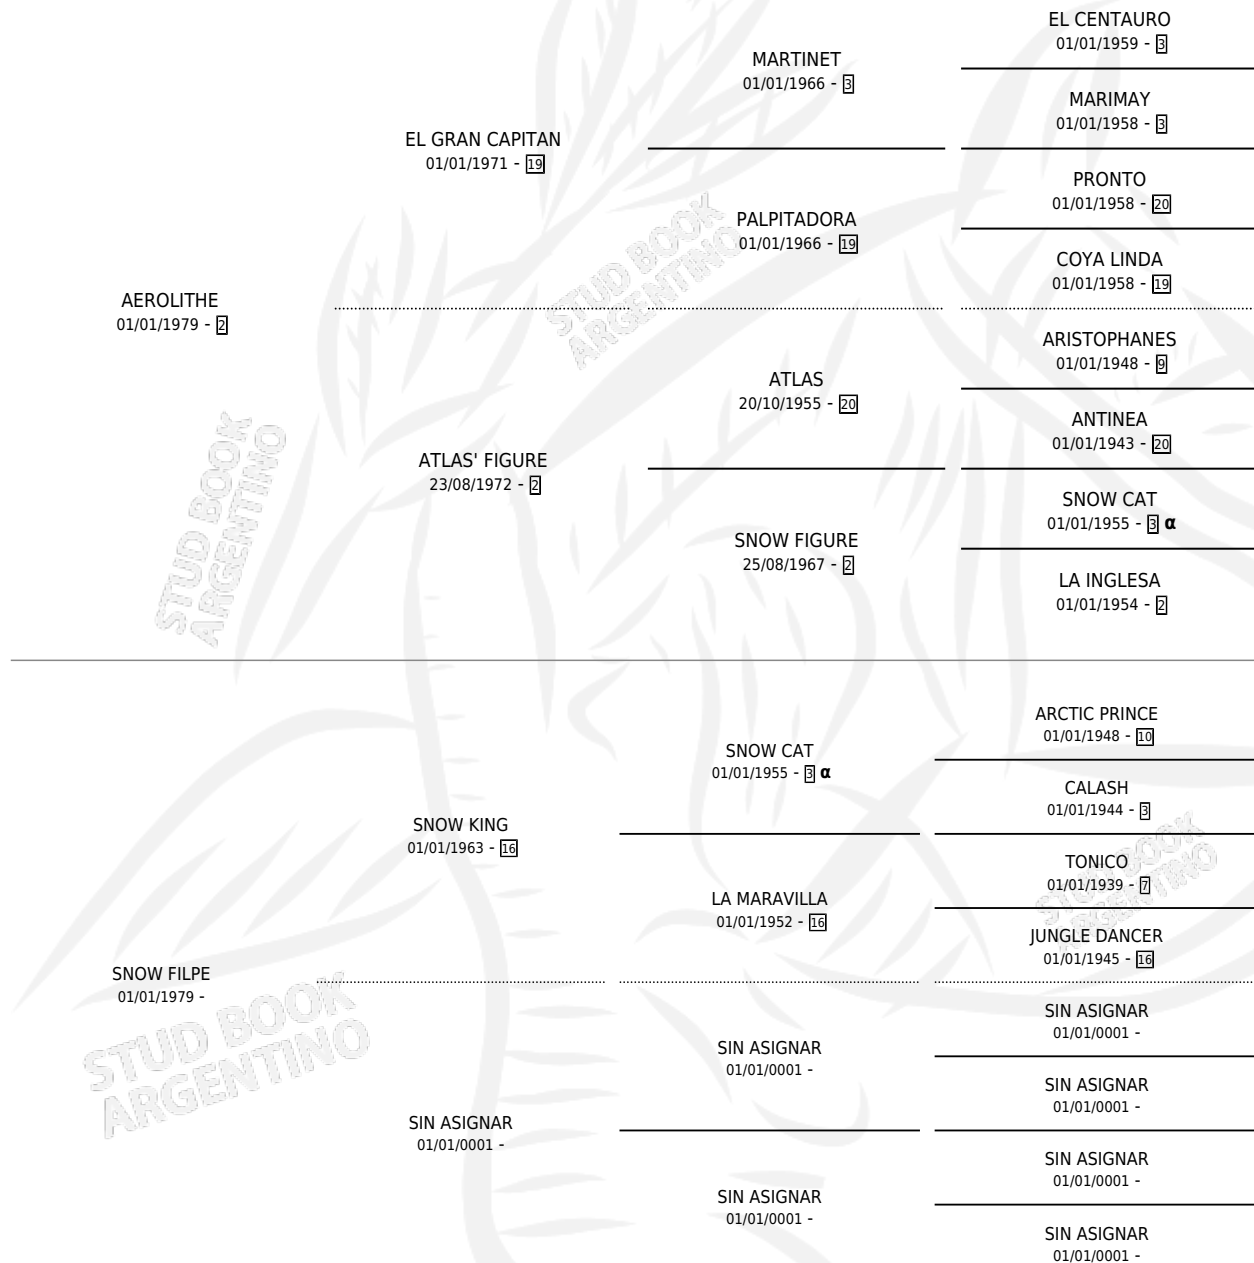 EL CENTAURO
01/01/1959 - 3
MARTINET
01/01/1966 - 3
MARIMAY
01/01/1958 - 3
EL GRAN CAPITAN
01/01/1971 - 19
PRONTO
01/01/1958 - 20
PALPITADORA
01/01/1966 - 19
COYA LINDA
01/01/1958 - 19
AEROLITHE
01/01/1979 - 2
STUD BOOK
ARGENTINO
ARISTOPHANES
01/01/1948 - 9
ATLAS
20/10/1955 - 20
ANTINEA
01/01/1943 - 20
ATLAS' FIGURE
23/08/1972 - 2
SNOW CAT
01/01/1955 - 3 α
SNOW FIGURE
25/08/1967 - 2
LA INGLESA
01/01/1954 - 2
STUD BOOK
ARGENTINO
ARCTIC PRINCE
01/01/1948 - 10
SNOW CAT
01/01/1955 - 3 α
CALASH
01/01/1944 - 3
SNOW KING
01/01/1963 - 16
TONICO
01/01/1939 - 7
STUD BOOK
ARGENTINO
LA MARAVILLA
01/01/1952 - 16
JUNGLE DANCER
01/01/1945 - 16
SNOW FILPE
01/01/1979 -
STUD BOOK
ARGENTINO
SIN ASIGNAR
01/01/0001 -
SIN ASIGNAR
01/01/0001 -
SIN ASIGNAR
01/01/0001 -
SIN ASIGNAR
01/01/0001 -
SIN ASIGNAR
01/01/0001 -
SIN ASIGNAR
01/01/0001 -
SIN ASIGNAR
01/01/0001 -